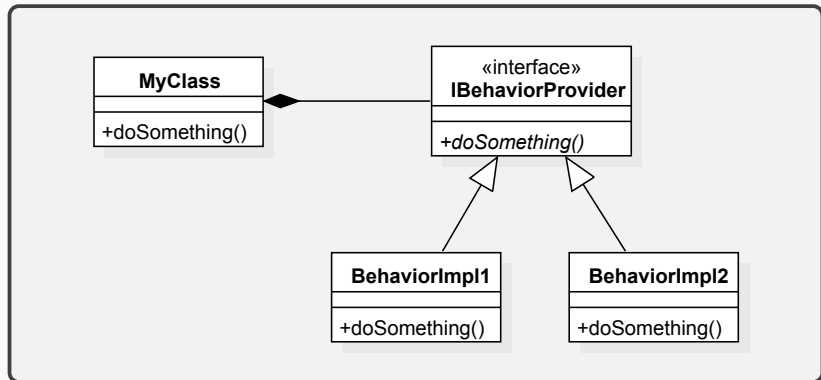 MyClass
+doSomething()
«interface»
IBehaviorProvider
+doSomething()
BehaviorImpl1
+doSomething()
BehaviorImpl2
+doSomething()